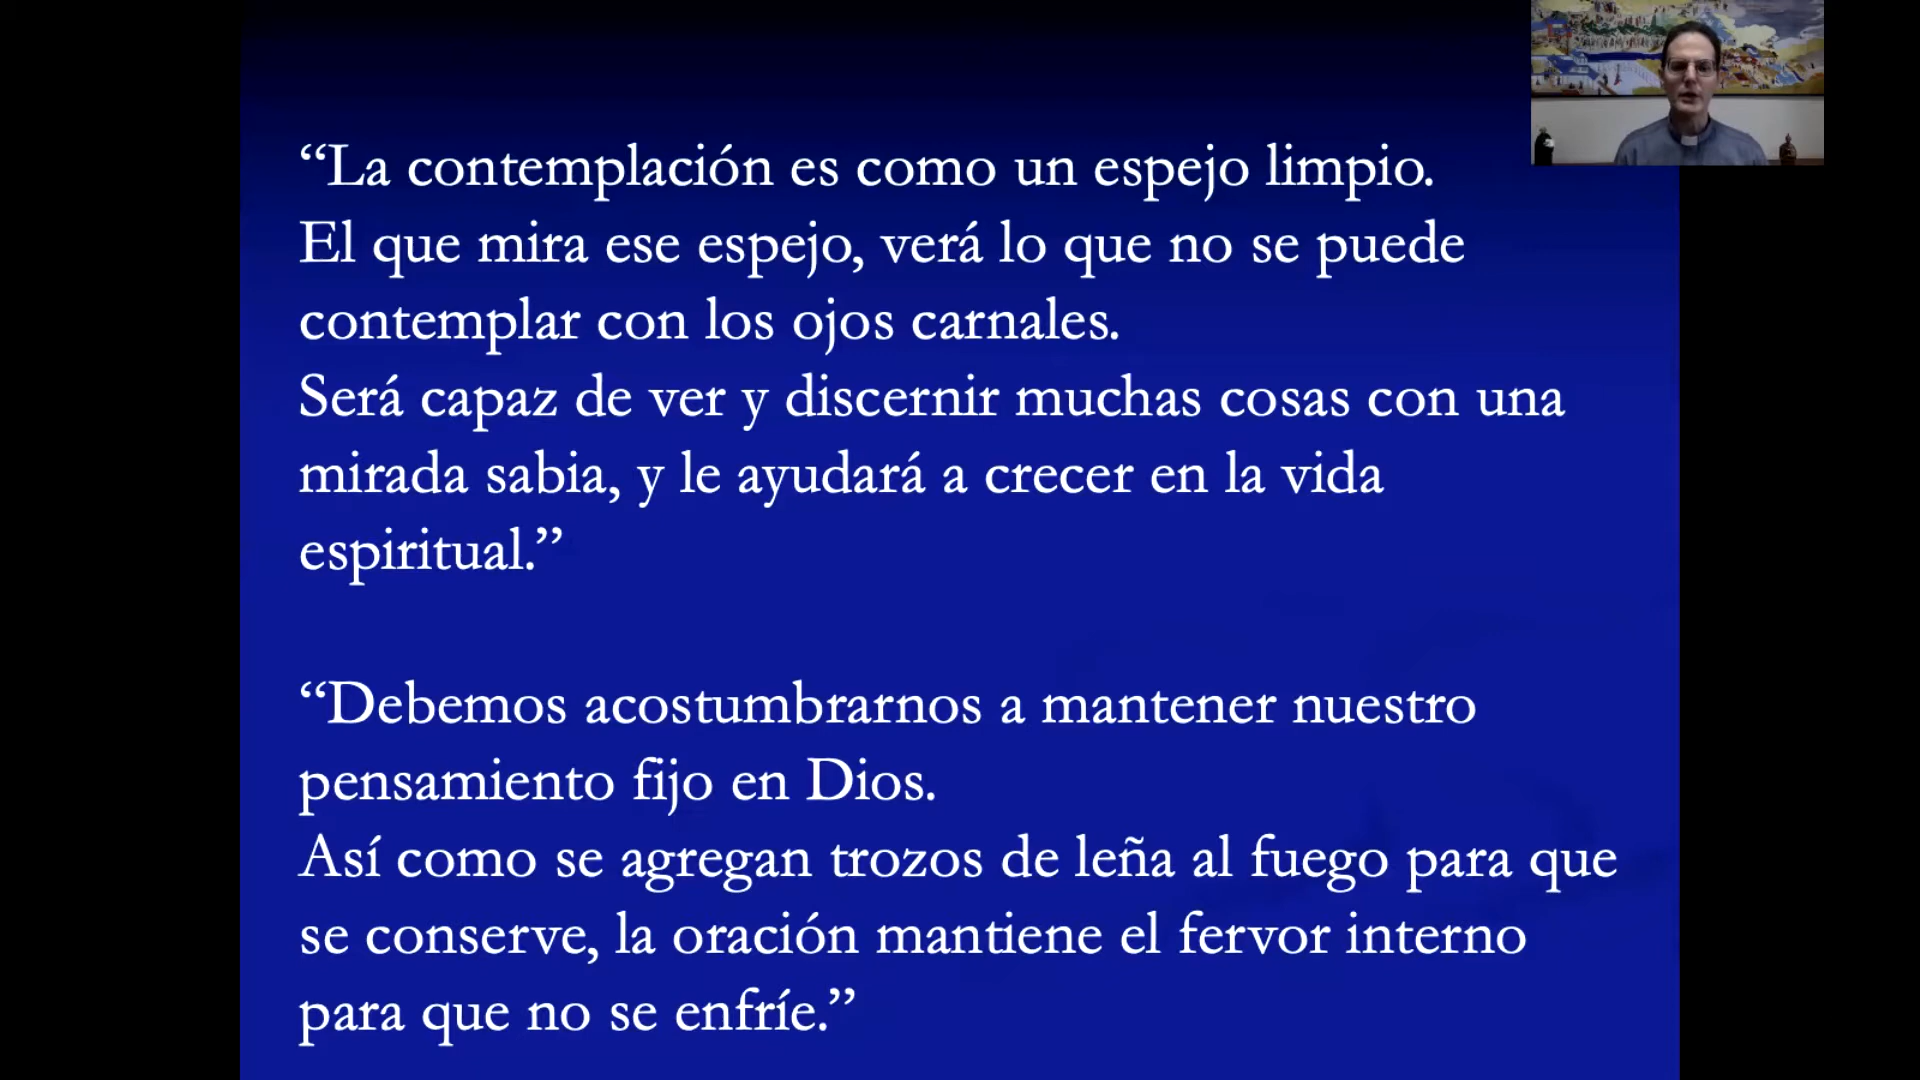 “La contemplación es como un espejo limpio.
El que mira ese espejo, verá lo que no se puede
contemplar con los ojos carnales.
Será capaz de ver y discernir muchas cosas con una
mirada sabia, y le ayudará a crecer en la vida
espiritual.”
“Debemos acostumbrarnos a mantener nuestro
pensamiento fijo en Dios.
Así como se agregan trozos de leña al fuego para que
se conserve, la oración mantiene el fervor interno
para que no se enfríe.”